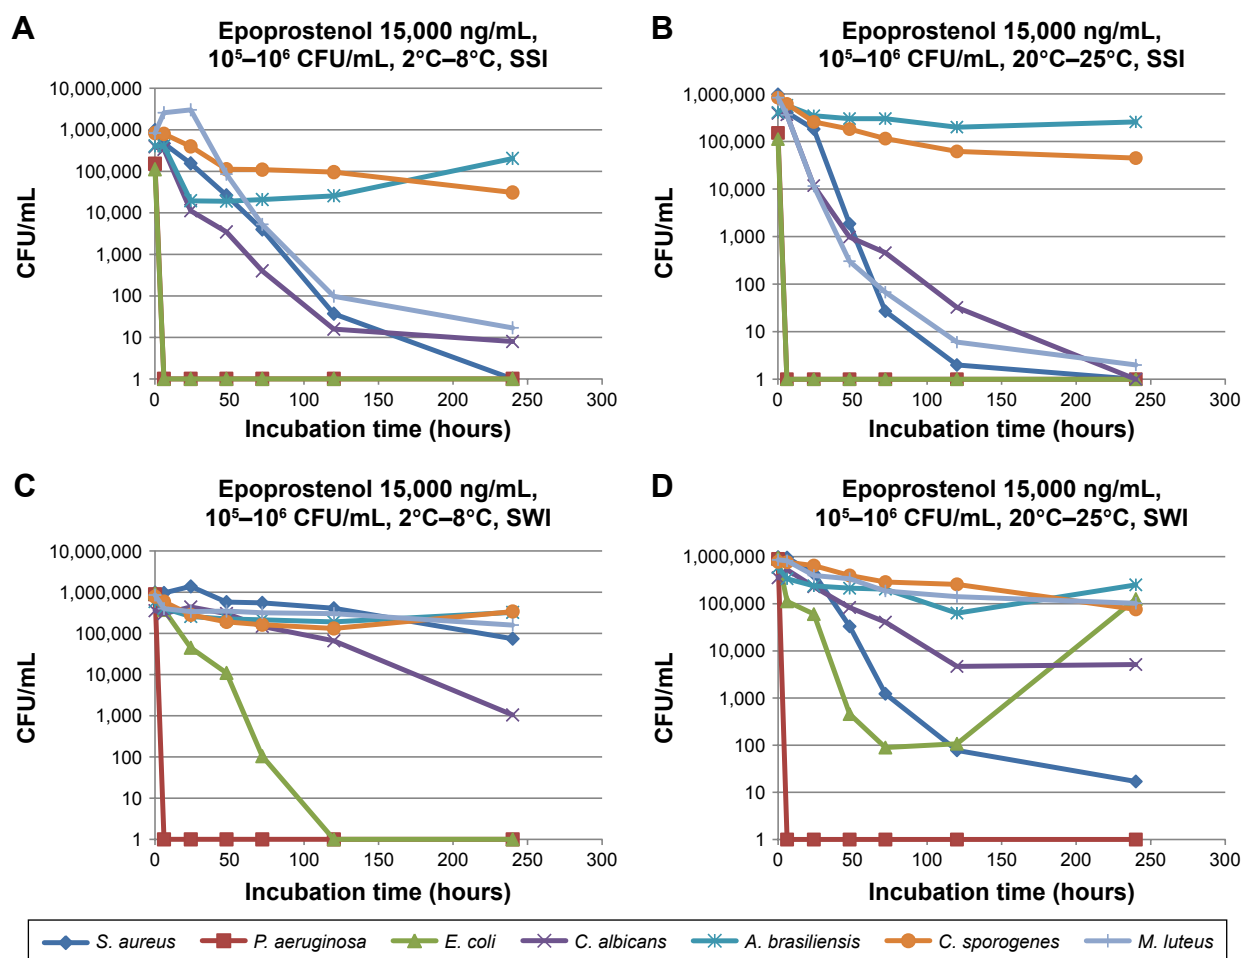 A
Epoprostenol 15,000 ng/mL,
10⁵–10⁶ CFU/mL, 2°C–8°C, SSI
10,000,000
1,000,000
100,000
10,000
1,000
100
10
1
CFU/mL
0 50 100 150 200 250 300
Incubation time (hours)
B
Epoprostenol 15,000 ng/mL,
10⁵–10⁶ CFU/mL, 20°C–25°C, SSI
1,000,000
100,000
10,000
1,000
100
10
1
CFU/mL
0 50 100 150 200 250 300
Incubation time (hours)
C
Epoprostenol 15,000 ng/mL,
10⁵–10⁶ CFU/mL, 2°C–8°C, SWI
10,000,000
1,000,000
100,000
10,000
1,000
100
10
1
CFU/mL
0 50 100 150 200 250 300
Incubation time (hours)
D
Epoprostenol 15,000 ng/mL,
10⁵–10⁶ CFU/mL, 20°C–25°C, SWI
1,000,000
100,000
10,000
1,000
100
10
1
CFU/mL
0 50 100 150 200 250 300
Incubation time (hours)
S. aureus P. aeruginosa E. coli C. albicans A. brasiliensis C. sporogenes M. luteus